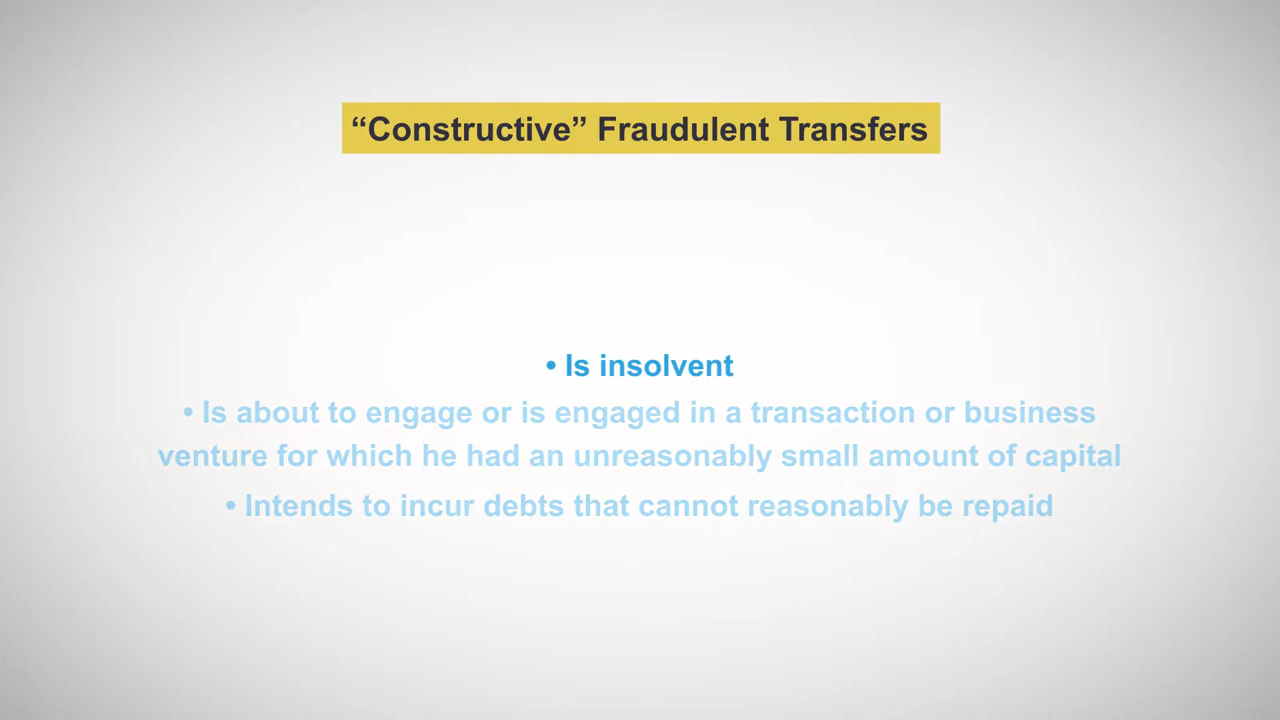 “Constructive” Fraudulent Transfers
• Is insolvent
• Is about to engage or is engaged in a transaction or business
venture for which he had an unreasonably small amount of capital
• Intends to incur debts that cannot reasonably be repaid